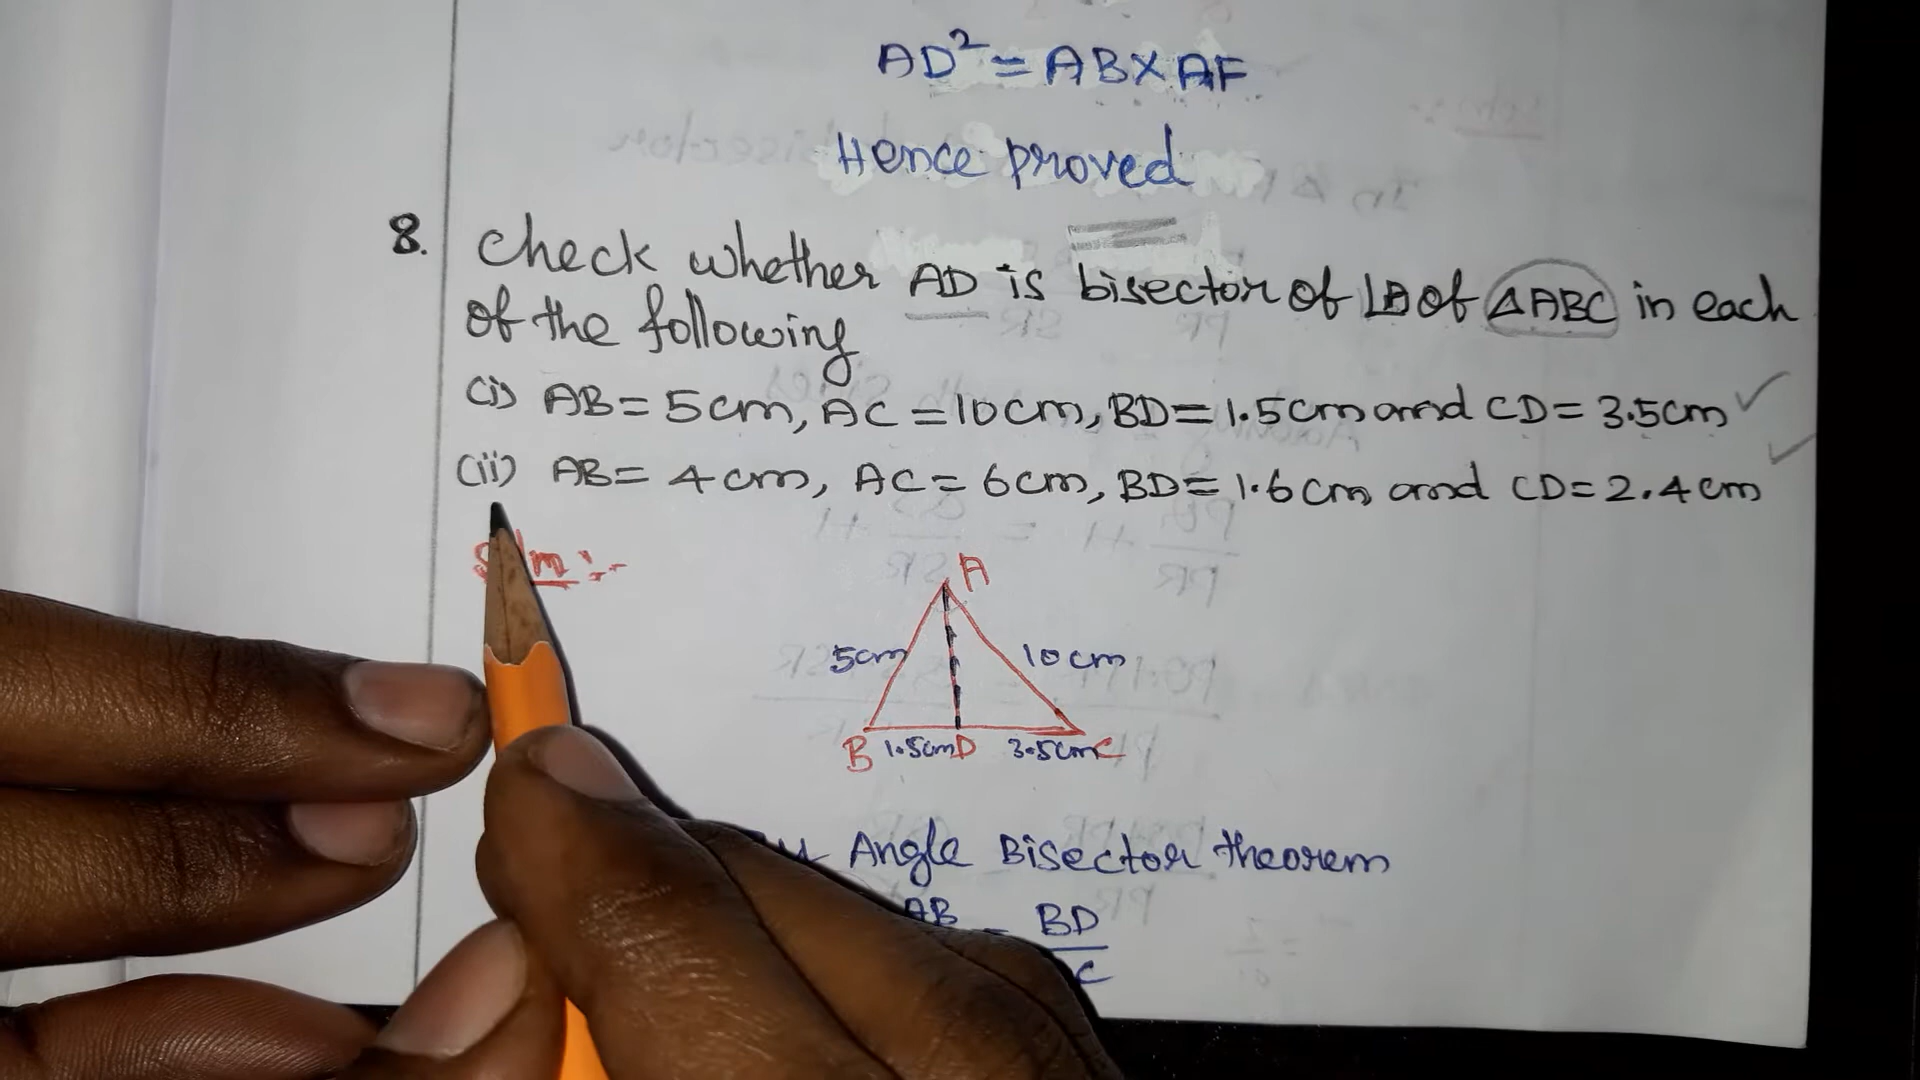 AD² = AB × AF
Hence proved
8. Check whether AD is bisector of ∠A of △ABC in each
of the following
(i) AB = 5cm, AC = 10cm, BD = 1.5cm and CD = 3.5cm
(ii) AB = 4cm, AC = 6cm, BD = 1.6cm and CD = 2.4cm
A
5cm 10cm
B 1.5cm D 3.5cm C
Angle Bisector theorem
AB = BD
C